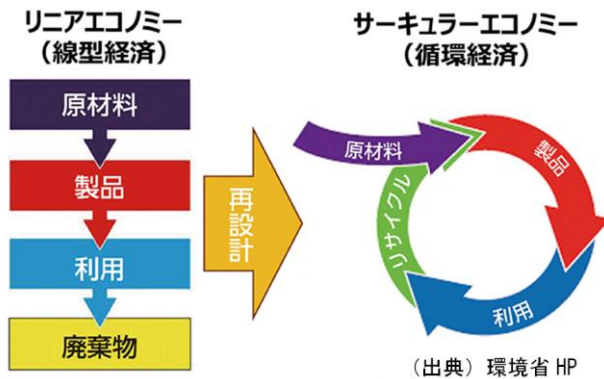 リニアエコノミー
（線型経済）
原材料
製品
利用
廃棄物
再設計
サーキュラーエコノミー
（循環経済）
原材料
製品
利用
リサイクル
（出典）環境省 HP